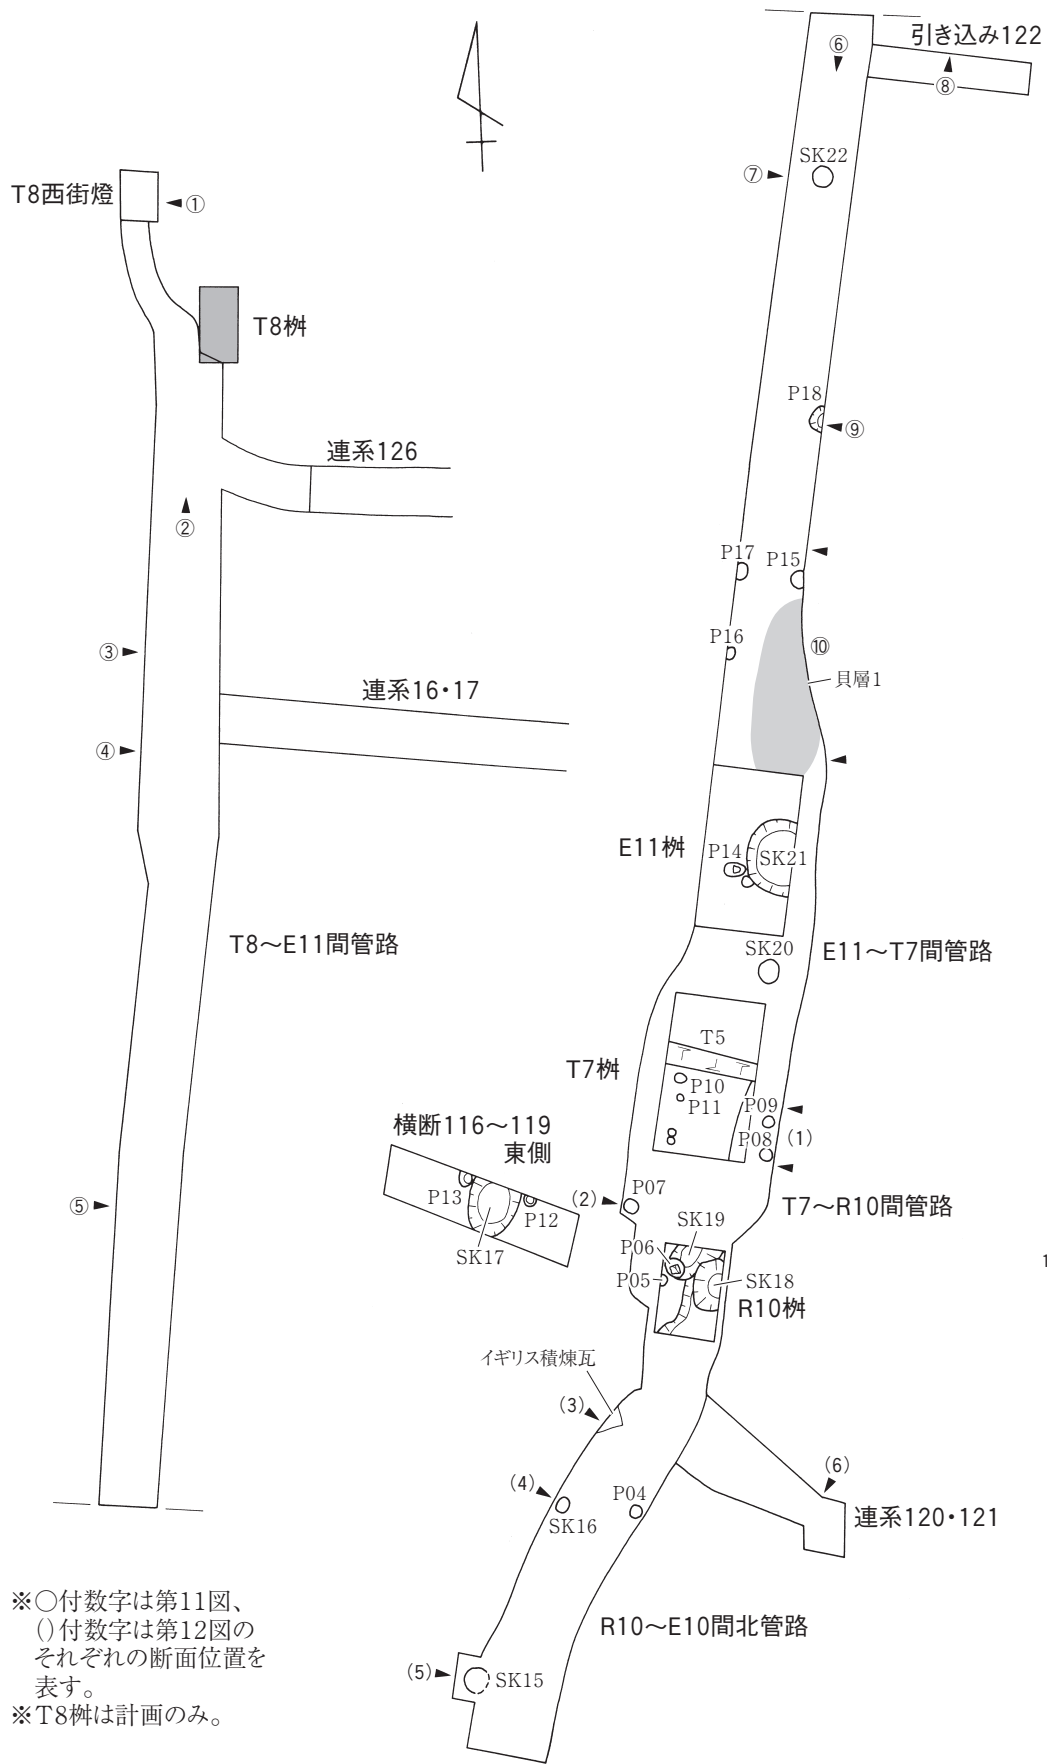 引き込み122
⑥
⑧
SK22
⑦
T8西街燈
①
T8桝
P18
⑨
連系126
②
P17
P15
P16
⑩
貝層1
③
連系16・17
④
E11桝
P14
SK21
T8～E11間管路
SK20
E11～T7間管路
T5
T7桝
P10
P11
P09
P08
(1)
横断116～119
東側
P13
P12
SK17
⑤
(2)
P07
T7～R10間管路
SK19
P06
P05
SK18
R10桝
1
イギリス積煉瓦
(3)
(4)
SK16
P04
(6)
連系120・121
R10～E10間北管路
(5)
SK15
※○付数字は第11図、
()付数字は第12図の
それぞれの断面位置を
表す。
※T8桝は計画のみ。